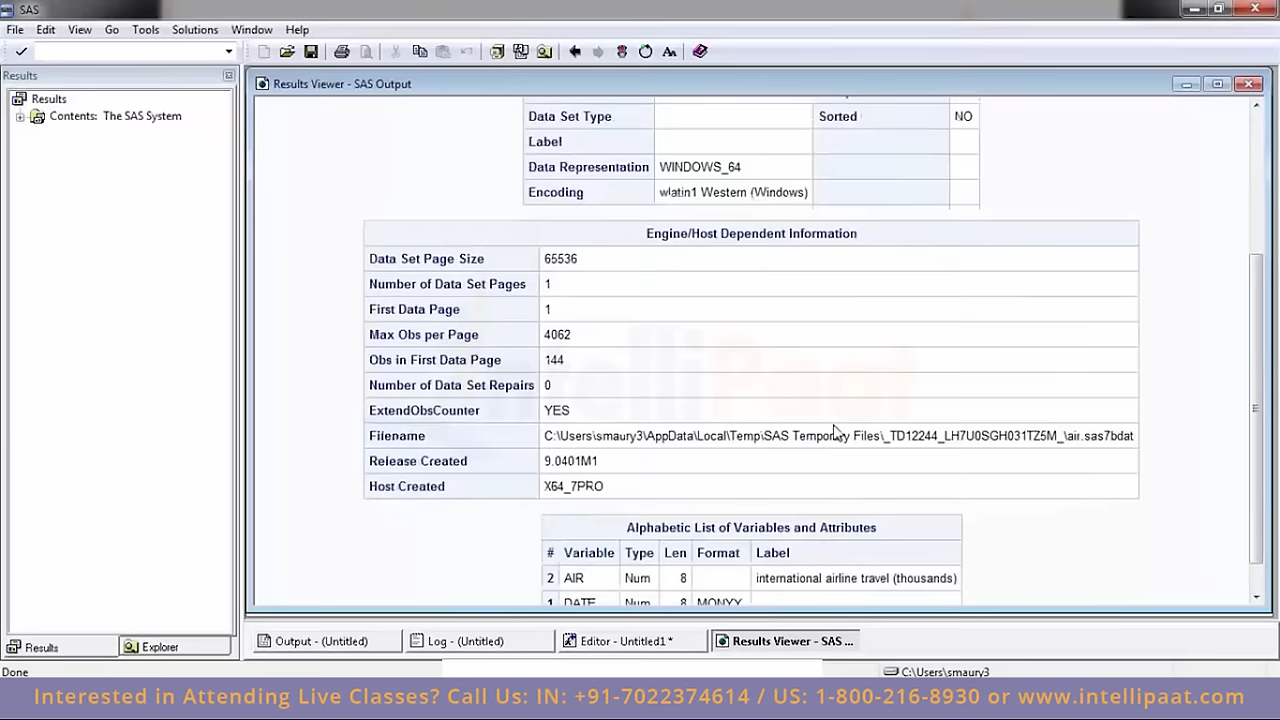 SAS
File Edit View Go Tools Solutions Window Help
Results
Results
Contents: The SAS System
Results Explorer
Results Viewer - SAS Output
Data Set Type Sorted NO
Label
Data Representation WINDOWS_64
Encoding wlatin1 Western (Windows)
Engine/Host Dependent Information
Data Set Page Size 65536
Number of Data Set Pages 1
First Data Page 1
Max Obs per Page 4062
Obs in First Data Page 144
Number of Data Set Repairs 0
ExtendObsCounter YES
Filename C:\Users\smaury3\AppData\Local\Temp\SAS Temporary Files\_TD12244_LH7U0SGH031TZ5M_\air.sas7bdat
Release Created 9.0401M1
Host Created X64_7PRO
Alphabetic List of Variables and Attributes
# Variable Type Len Format Label
2 AIR Num 8 international airline travel (thousands)
1 DATE Num 8 MONYY
Output - (Untitled) Log - (Untitled) Editor - Untitled1 * Results Viewer - SAS ...
Done C:\Users\smaury3
Interested in Attending Live Classes? Call Us: IN: +91-7022374614 / US: 1-800-216-8930 or www.intellipaat.com